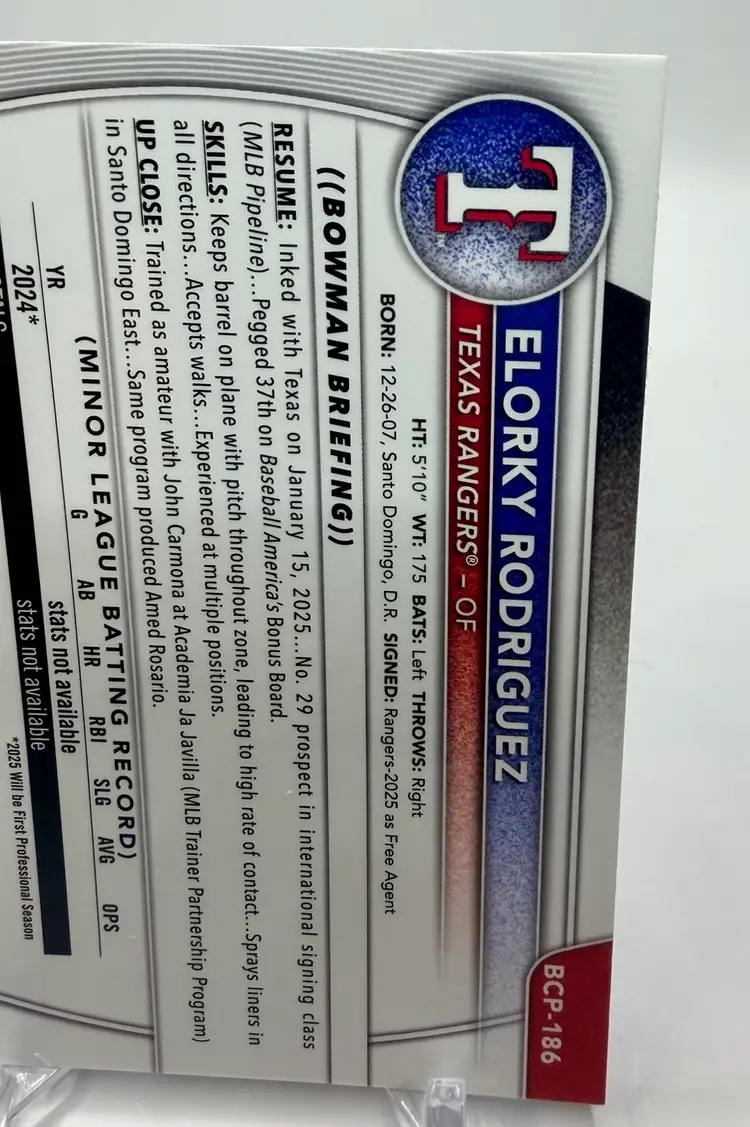 BCP-186
T
TM
ELORKY RODRIGUEZ
TEXAS RANGERS® – OF
HT: 5'10" WT: 175 BATS: Left THROWS: Right
BORN: 12-26-07, Santo Domingo, D.R. SIGNED: Rangers-2025 as Free Agent
((BOWMAN BRIEFING))
RESUME: Inked with Texas on January 15, 2025...No. 29 prospect in international signing class
(MLB Pipeline)...Pegged 37th on Baseball America's Bonus Board.
SKILLS: Keeps barrel on plane with pitch throughout zone, leading to high rate of contact...Sprays liners in
all directions...Accepts walks...Experienced at multiple positions.
UP CLOSE: Trained as amateur with John Carmona at Academia Ja Javilla (MLB Trainer Partnership Program)
in Santo Domingo East...Same program produced Amed Rosario.
(MINOR LEAGUE BATTING RECORD)
YR G AB HR RBI SLG AVG OPS
2024* stats not available
stats not available
*2025 Will be First Professional Season